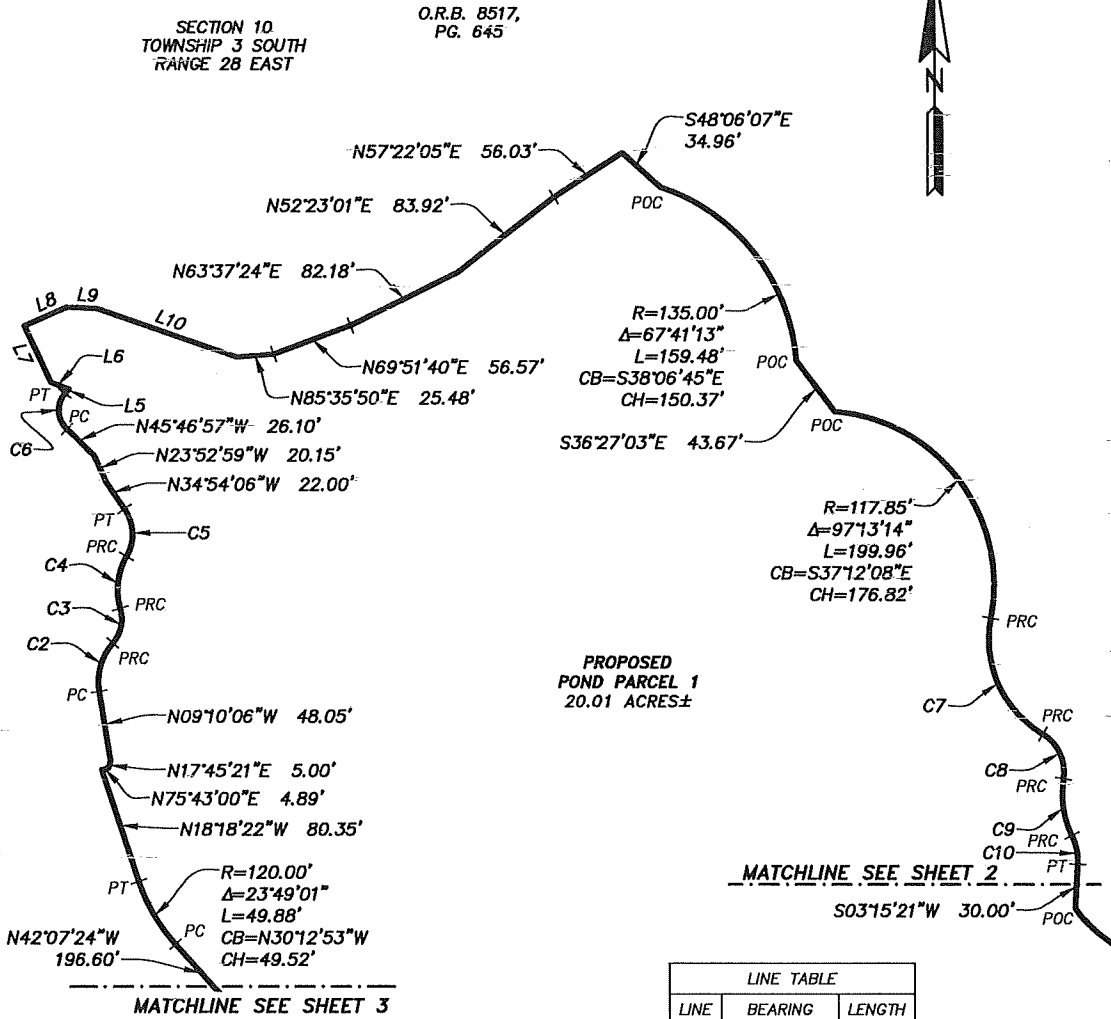 SECTION 10
TOWNSHIP 3 SOUTH
RANGE 28 EAST
O.R.B. 8517,
PG. 645
N
S48°06'07"E
34.96'
N57°22'05"E 56.03'
POC
N52°23'01"E 83.92'
N63°37'24"E 82.18'
L8
L9
L10
L7
L6
L5
N69°51'40"E 56.57'
N85°35'50"E 25.48'
R=135.00'
Δ=67°41'13"
L=159.48'
CB=S38°06'45"E
CH=150.37'
POC
S36°27'03"E 43.67'
POC
PT
PC
C6
N45°46'57"W 26.10'
N23°52'59"W 20.15'
N34°54'06"W 22.00'
PT
C5
PRC
C4
C3
PRC
C2
PRC
PC
R=117.85'
Δ=97°13'14"
L=199.96'
CB=S37°12'08"E
CH=176.82'
PRC
PROPOSED
POND PARCEL 1
20.01 ACRES±
C7
PRC
C8
PRC
C9
PRC
C10
PT
N09°10'06"W 48.05'
N17°45'21"E 5.00'
N75°43'00"E 4.89'
N18°18'22"W 80.35'
PT
R=120.00'
Δ=23°49'01"
L=49.88'
CB=N30°12'53"W
CH=49.52'
PC
N42°07'24"W
196.60'
MATCHLINE SEE SHEET 2
S03°15'21"W 30.00'
POC
MATCHLINE SEE SHEET 3
LINE TABLE
LINE BEARING LENGTH